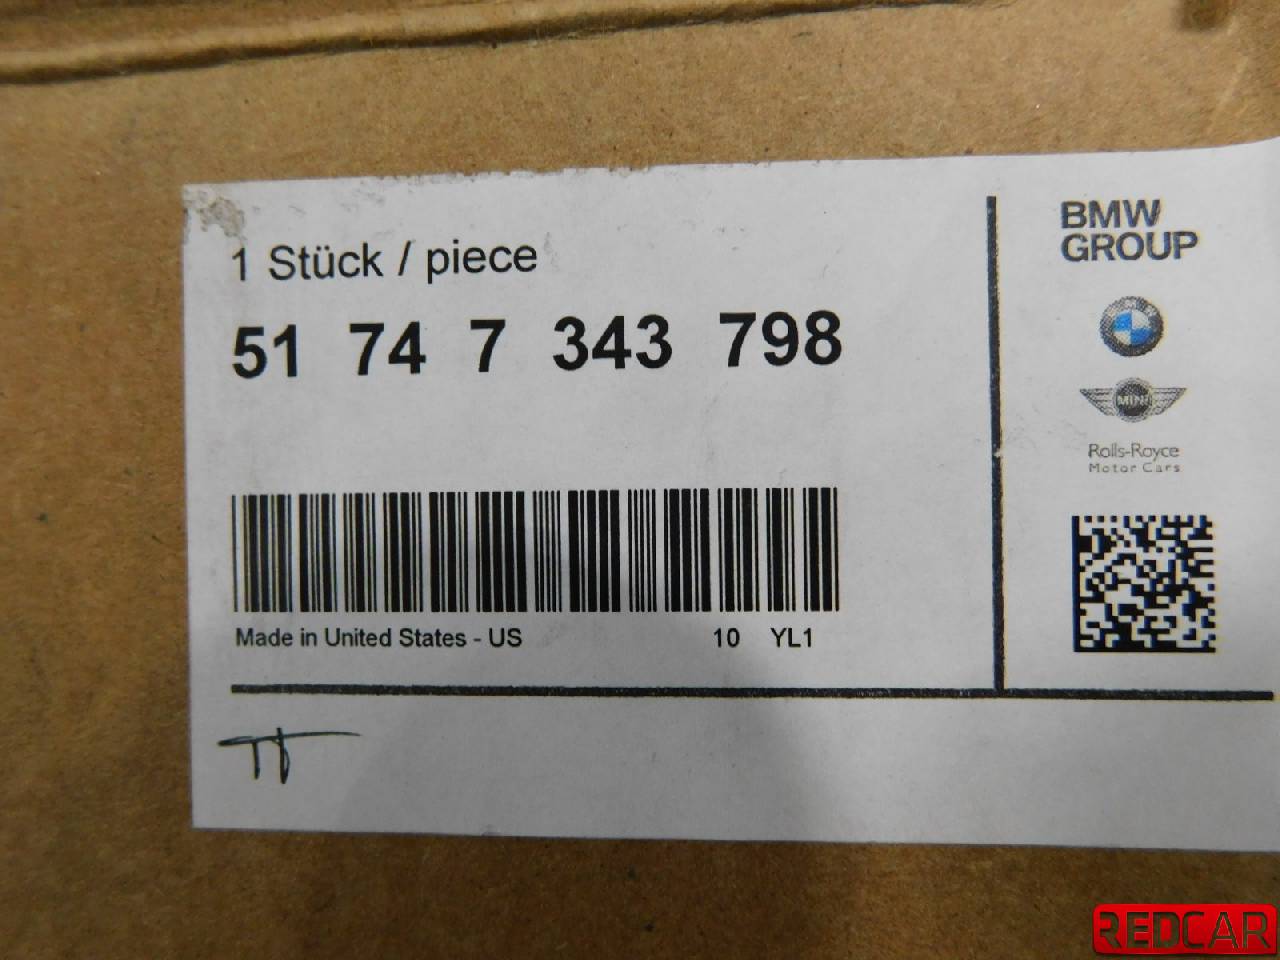 1 Stück / piece
51 74 7 343 798
Made in United States - US 10 YL1
BMW
GROUP
MINI
Rolls-Royce
Motor Cars
REDCAR